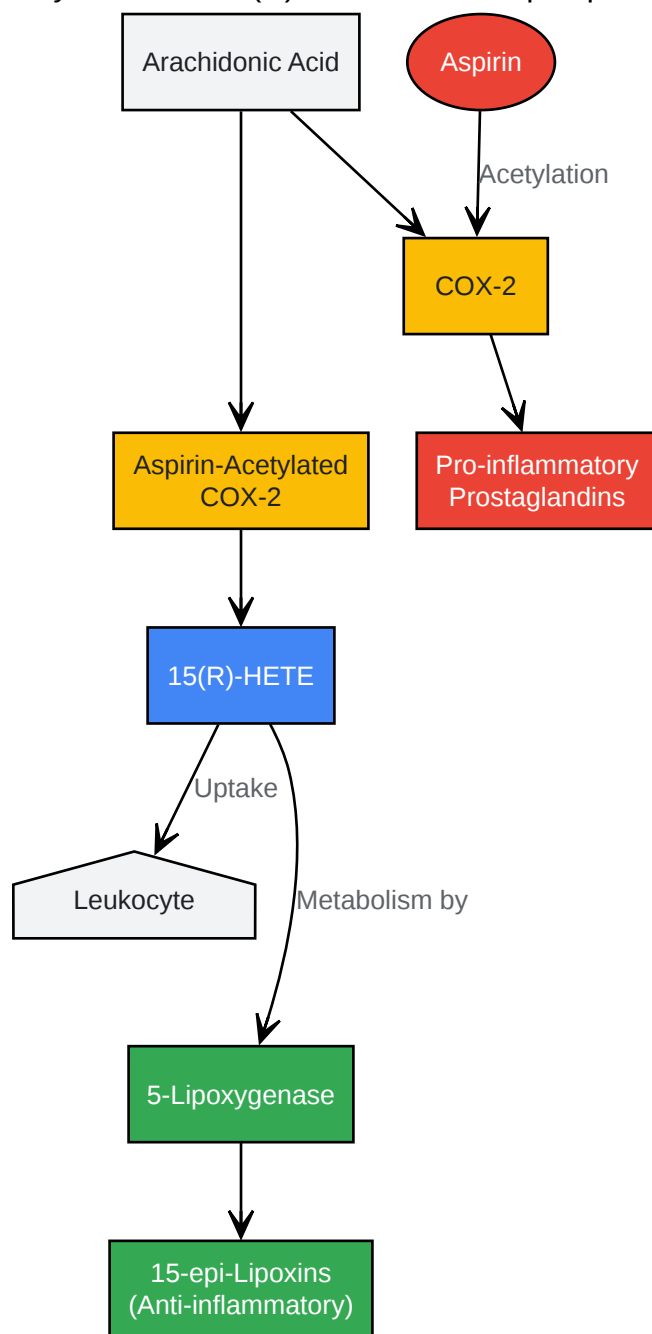 Arachidonic Acid
Aspirin
Acetylation
COX-2
Aspirin-Acetylated
COX-2
Pro-inflammatory
Prostaglandins
15(R)-HETE
Uptake
Leukocyte
Metabolism by
5-Lipoxygenase
15-epi-Lipoxins
(Anti-inflammatory)